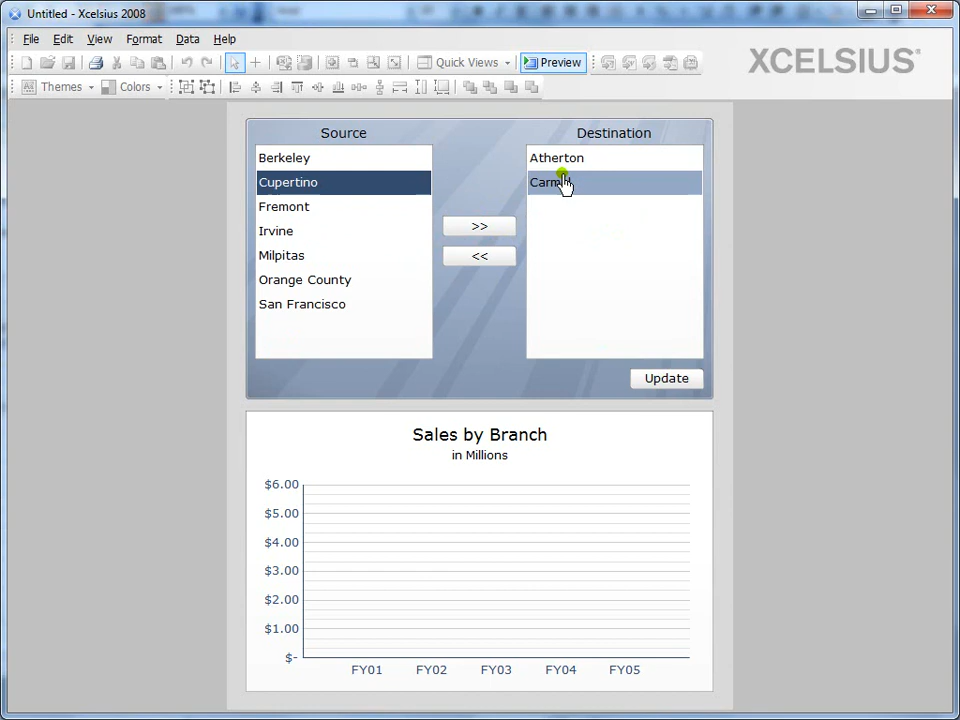 Untitled - Xcelsius 2008
File Edit View Format Data Help
Quick Views Preview
XCELSIUS
Themes Colors
Source Destination
Berkeley Atherton
Cupertino
Fremont
Irvine
Milpitas
Orange County
San Francisco
>>
<<
Update
Sales by Branch
in Millions
$6.00
$5.00
$4.00
$3.00
$2.00
$1.00
$-
FY01 FY02 FY03 FY04 FY05